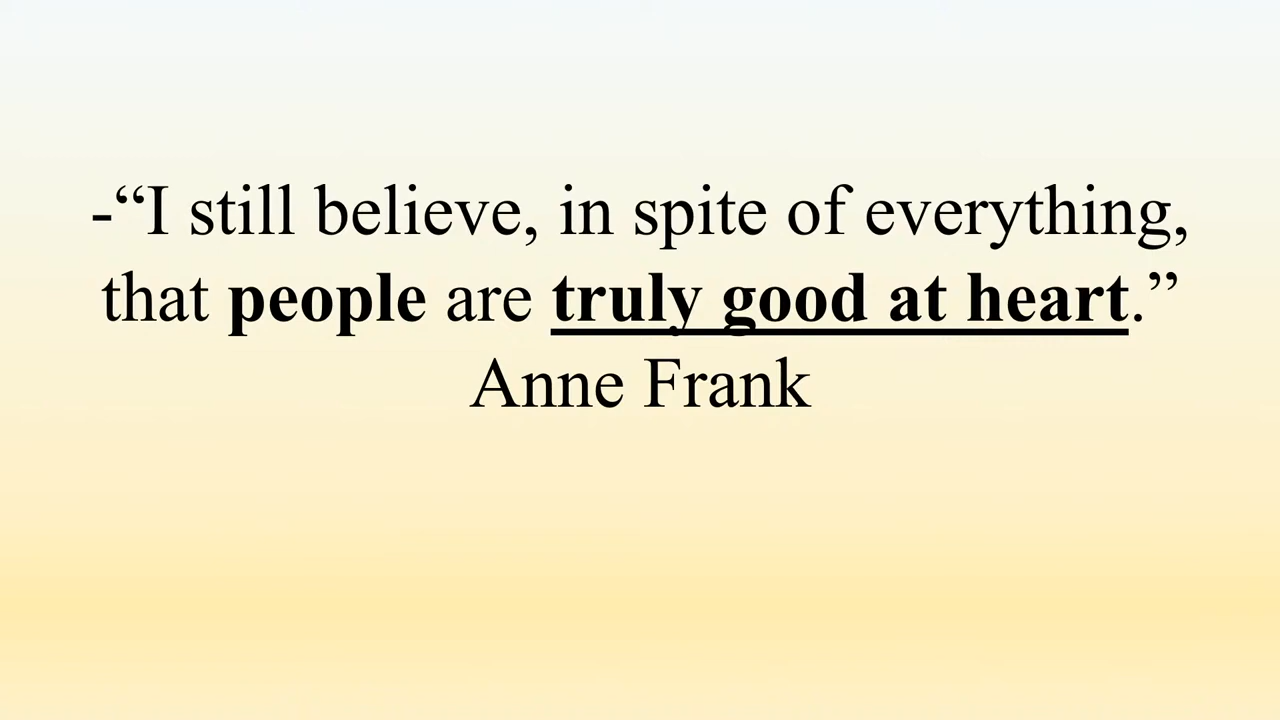 -“I still believe, in spite of everything,
that people are truly good at heart.”
Anne Frank